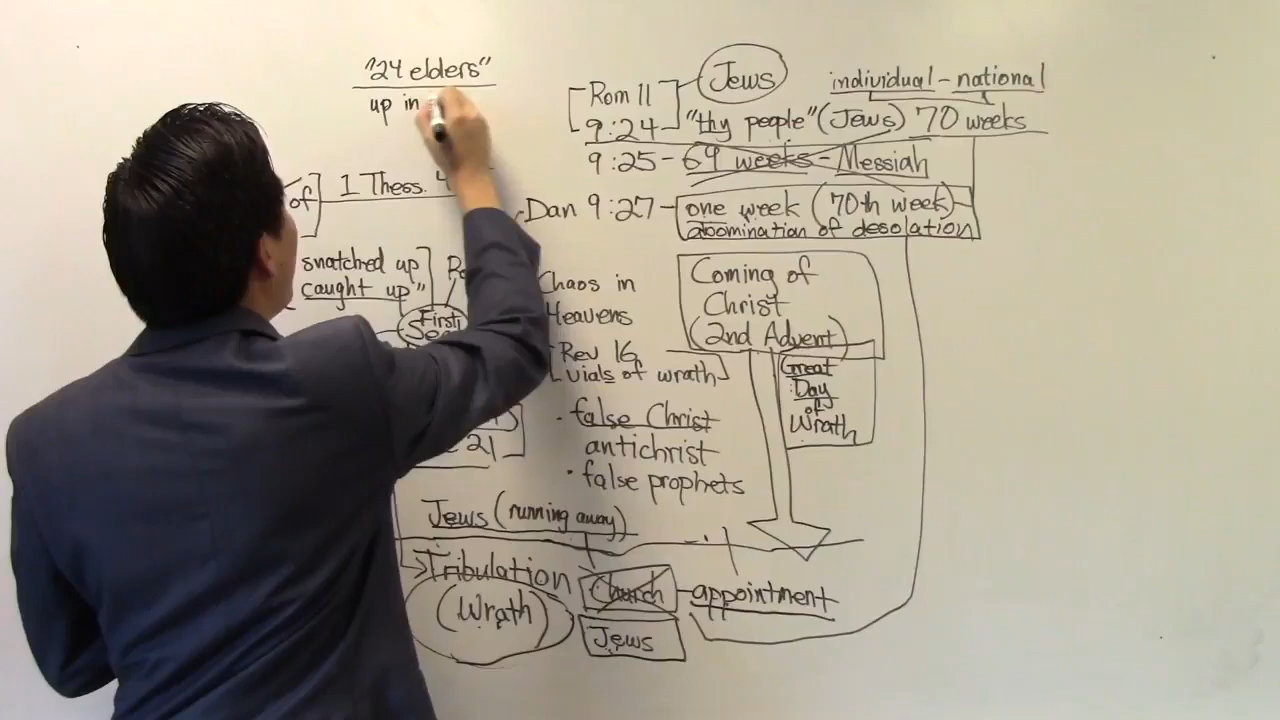 "24 elders"
up in
of
1 Thess. 4
snatched up
caught up"
First
21
Jews (running away)
Tribulation
(Wrath)
Church
appointment
Jews
Rom 11
9:24
Jews
individual - national
"thy people" (Jews) 70 weeks
9:25 - 69 weeks - Messiah
Dan 9:27 - one week (70th week)
abomination of desolation
Chaos in
Heavens
Rev 16
vials of wrath
• false Christ
antichrist
• false prophets
Coming of
Christ
(2nd Advent)
Great
Day
of
Wrath